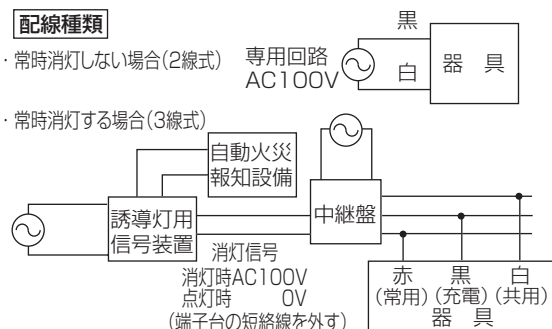 配線種類
・常時消灯しない場合(2線式)
専用回路
AC100V
黒
白
器 具
・常時消灯する場合(3線式)
自動火災
報知設備
誘導灯用
信号装置
中継盤
消灯信号
消灯時AC100V
点灯時 0V
(端子台の短絡線を外す)
赤 黒 白
(常用) (充電) (共用)
器 具